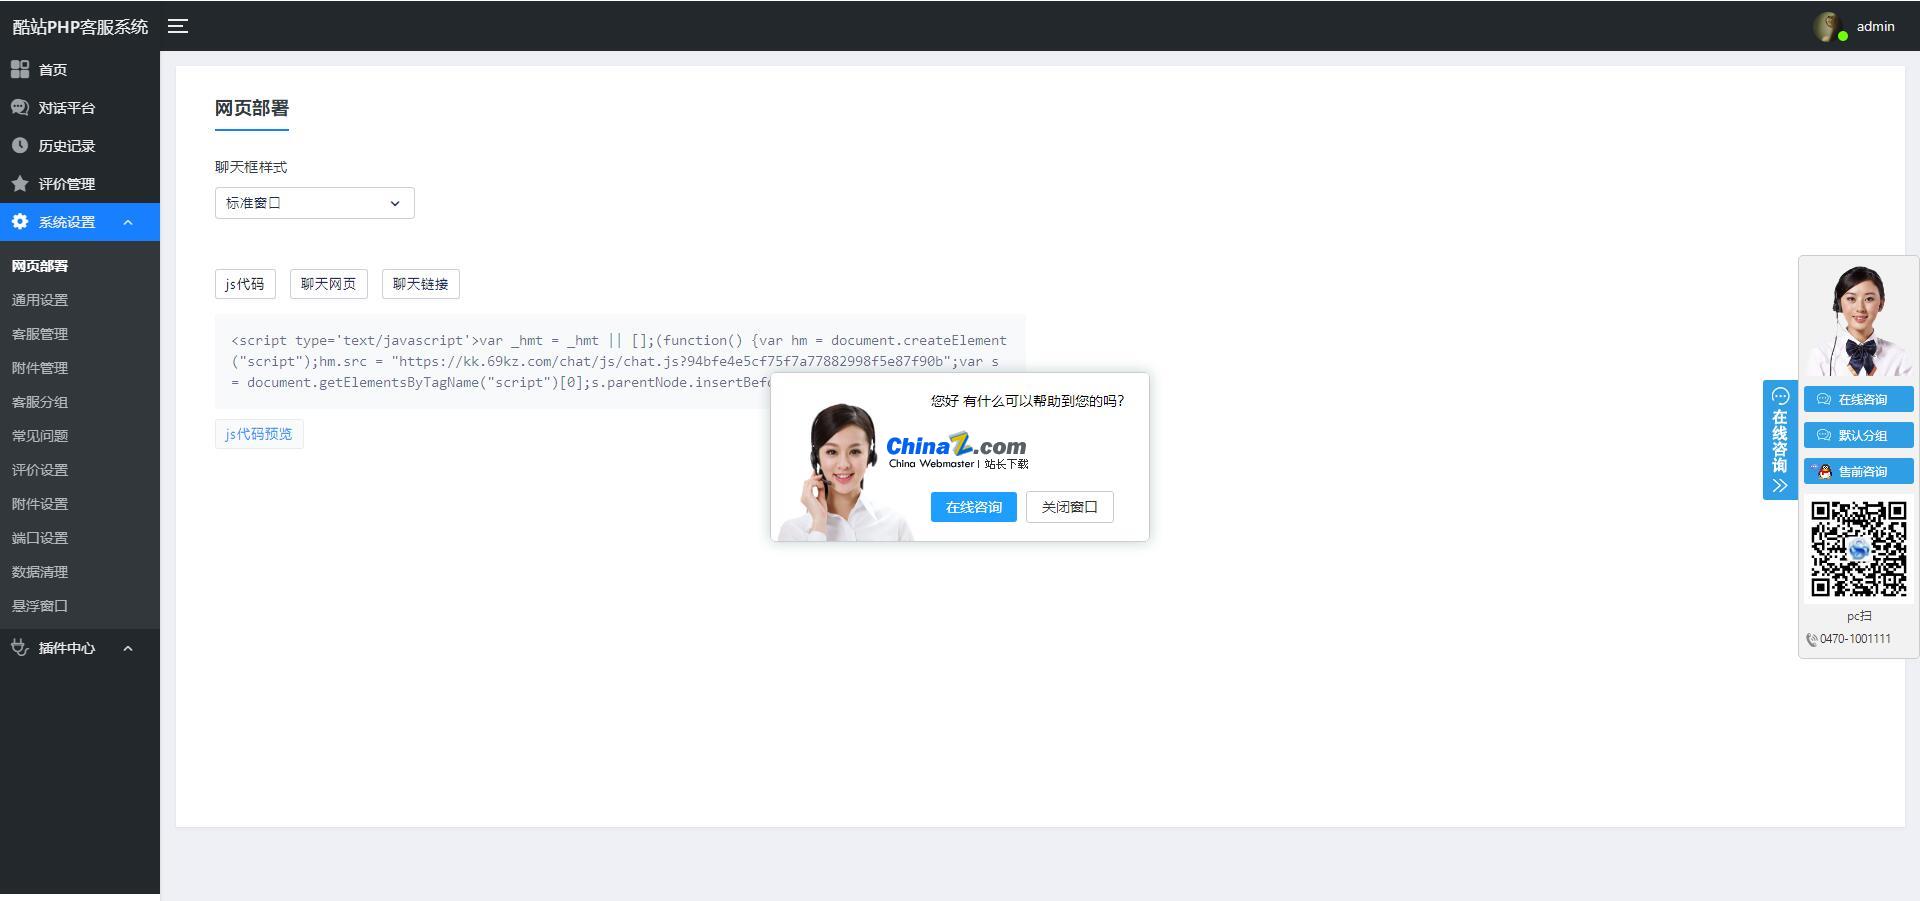 酷站PHP客服系统
admin
首页
对话平台
历史记录
评价管理
系统设置
网页部署
通用设置
客服管理
附件管理
客服分组
常见问题
评价设置
附件设置
端口设置
数据清理
悬浮窗口
插件中心
网页部署
聊天框样式
标准窗口
js代码
聊天网页
聊天链接
<script type='text/javascript'>var _hmt = _hmt || [];(function() {var hm = document.createElement
("script");hm.src = "https://kk.69kz.com/chat/js/chat.js?94bfe4e5cf75f7a77882998f5e87f90b";var s
= document.getElementsByTagName("script")[0];s.parentNode.insertBef
js代码预览
您好 有什么可以帮助到您的吗?
ChinaZ.com
China Webmaster | 站长下载
在线咨询
关闭窗口
在线咨询
在线咨询
默认分组
售前咨询
pc扫
0470-1001111